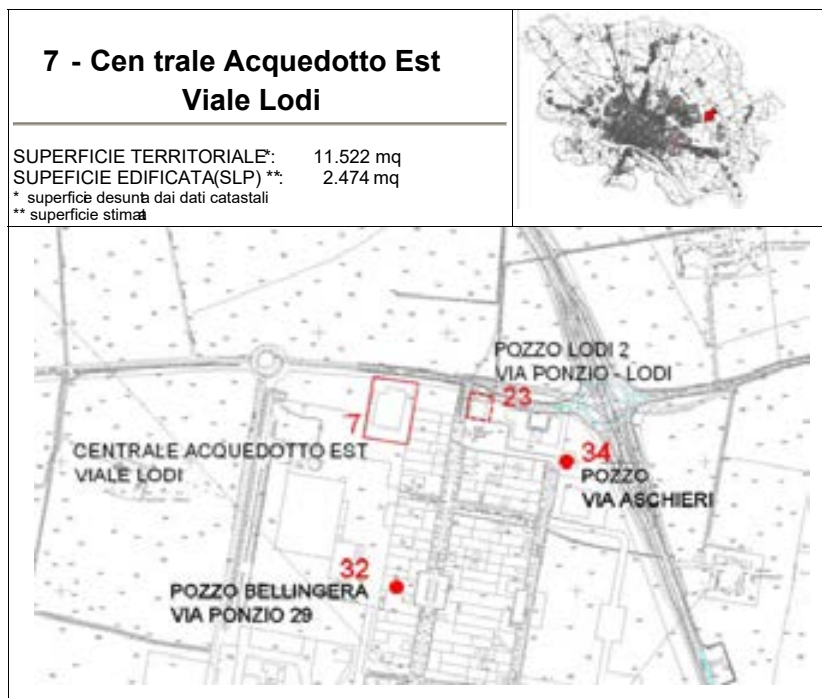 7 - Cen trale Acquedotto Est
Viale Lodi
SUPERFICIE TERRITORIALE*: 11.522 mq
SUPEFICIE EDIFICATA(SLP) **: 2.474 mq
* superficie desunta dai dati catastali
** superficie stimata
POZZO LODI 2
VIA PONZIO - LODI
23
7
CENTRALE ACQUEDOTTO EST
VIALE LODI
34
POZZO
VIA ASCHIERI
32
POZZO BELLINGERA
VIA PONZIO 29